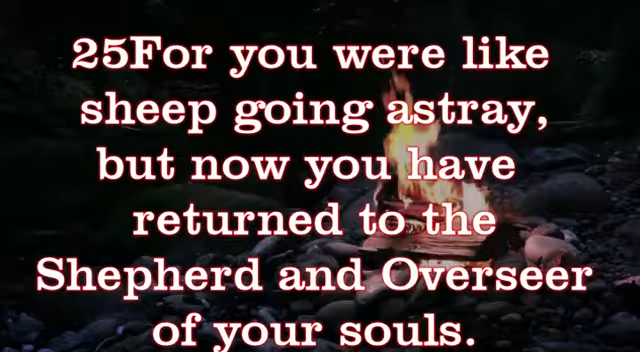 25For you were like
sheep going astray,
but now you have
returned to the
Shepherd and Overseer
of your souls.